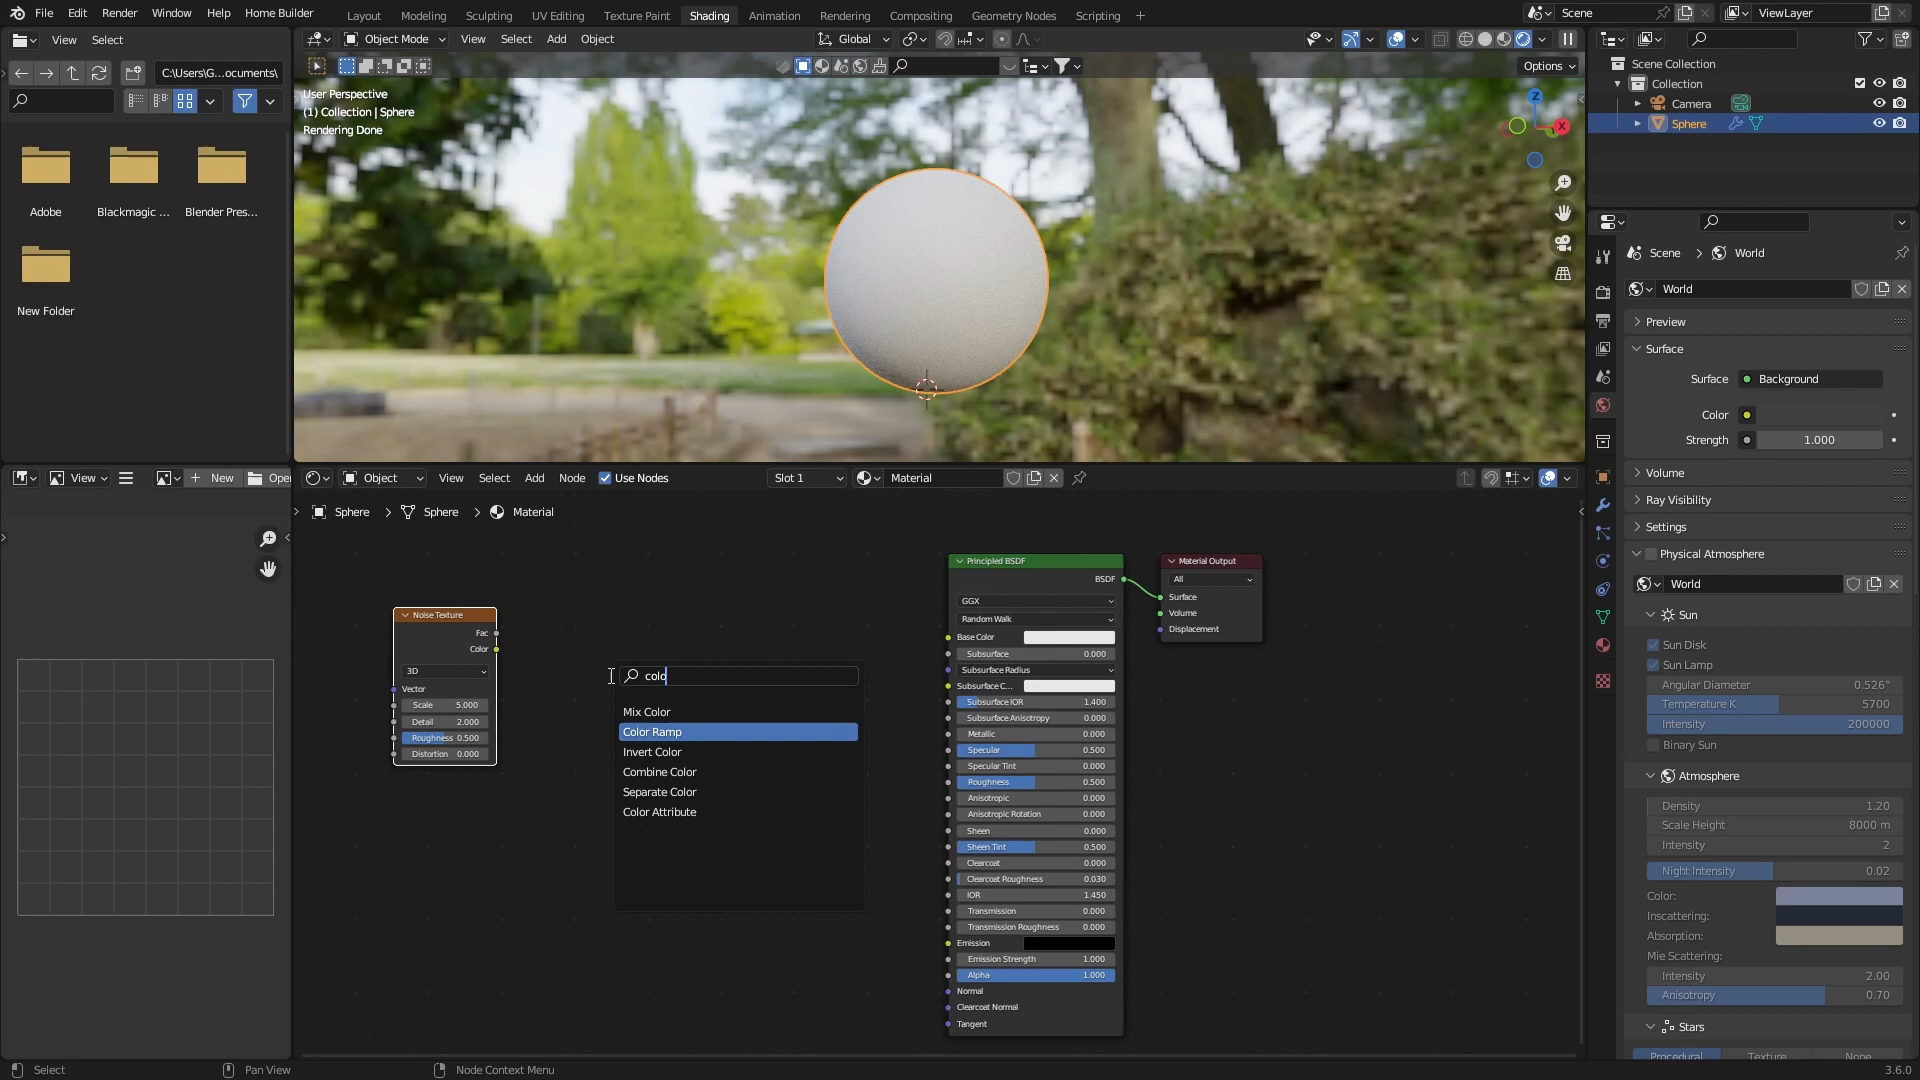 File Edit Render Window Help Home Builder
Layout Modeling Sculpting UV Editing Texture Paint Shading Animation Rendering Compositing Geometry Nodes Scripting +
Scene
ViewLayer
View Select
Object Mode View Select Add Object
Global
C:\Users\G...ocuments\
Options
Adobe
Blackmagic ...
Blender Pres...
New Folder
User Perspective
(1) Collection | Sphere
Rendering Done
Z
X
Scene Collection
Collection
Camera
Sphere
Scene > World
World
Preview
Surface
Surface Background
Color
Strength 1.000
Volume
Ray Visibility
Settings
Physical Atmosphere
World
Sun
Sun Disk
Sun Lamp
Angular Diameter 0.526°
Temperature K 5700
Intensity 200000
Binary Sun
Atmosphere
Density 1.20
Scale Height 8000 m
Intensity 2
Night Intensity 0.02
Color:
Inscattering:
Absorption:
Mie Scattering:
Intensity 2.00
Anisotropy 0.70
Stars
Procedural Texture None
View
New
Ope
Object View Select Add Node Use Nodes
Slot 1
Material
Sphere > Sphere > Material
Noise Texture
Fac
Color
3D
Vector
Scale 5.000
Detail 2.000
Roughness 0.500
Distortion 0.000
colo
Mix Color
Color Ramp
Invert Color
Combine Color
Separate Color
Color Attribute
Principled BSDF
BSDF
GGX
Random Walk
Base Color
Subsurface 0.000
Subsurface Radius
Subsurface C...
Subsurface IOR 1.400
Subsurface Anisotropy 0.000
Metallic 0.000
Specular 0.500
Specular Tint 0.000
Roughness 0.500
Anisotropic 0.000
Anisotropic Rotation 0.000
Sheen 0.000
Sheen Tint 0.500
Clearcoat 0.000
Clearcoat Roughness 0.030
IOR 1.450
Transmission 0.000
Transmission Roughness 0.000
Emission
Emission Strength 1.000
Alpha 1.000
Normal
Clearcoat Normal
Tangent
Material Output
All
Surface
Volume
Displacement
Select
Pan View
Node Context Menu
3.6.0